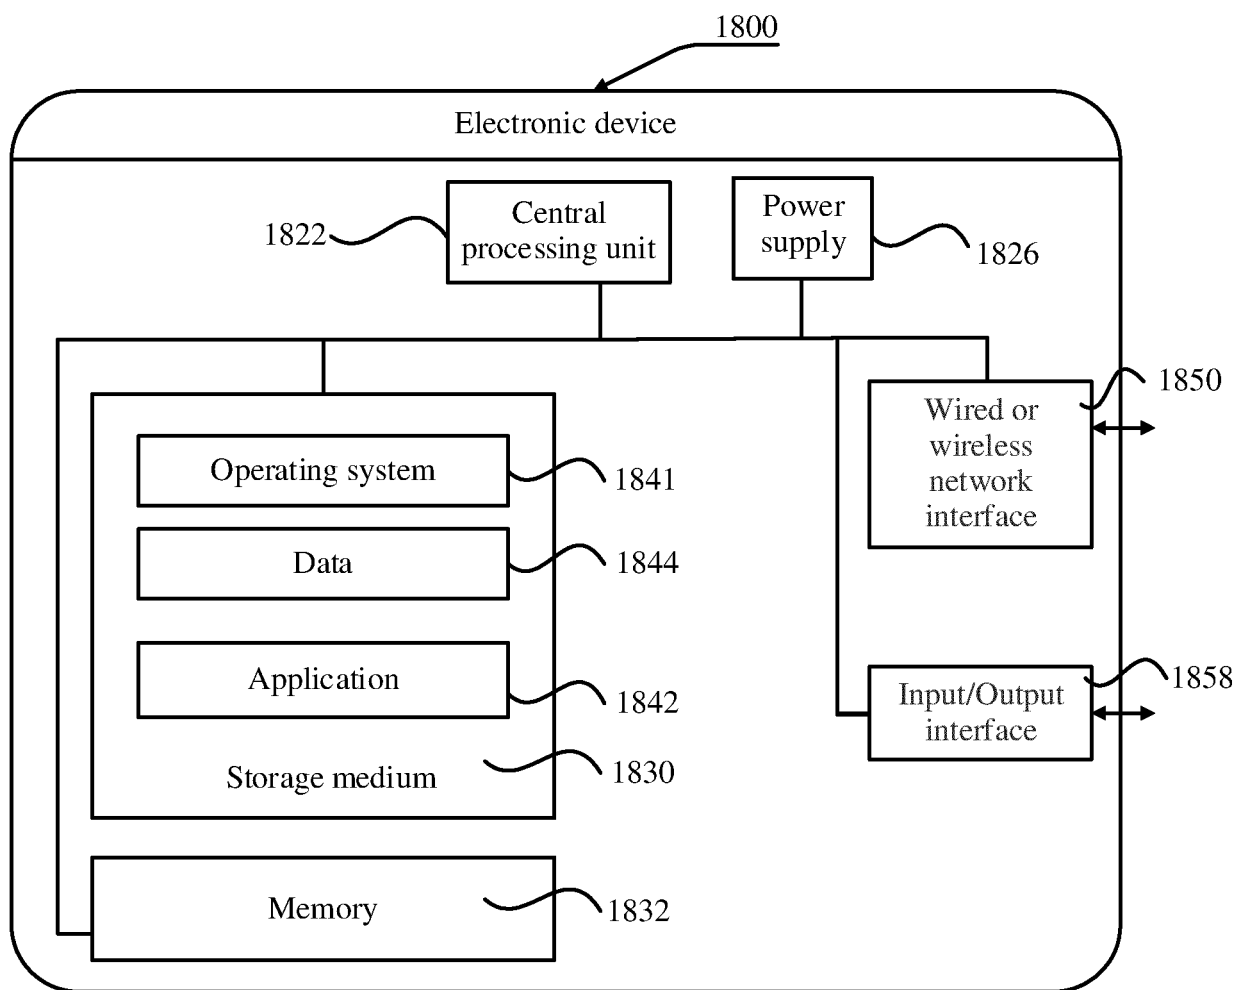 1800
Electronic device
Central
processing unit
1822
Power
supply
1826
Wired or
wireless
network
interface
1850
Operating system
1841
Data
1844
Application
1842
Storage medium
1830
Input/Output
interface
1858
Memory
1832